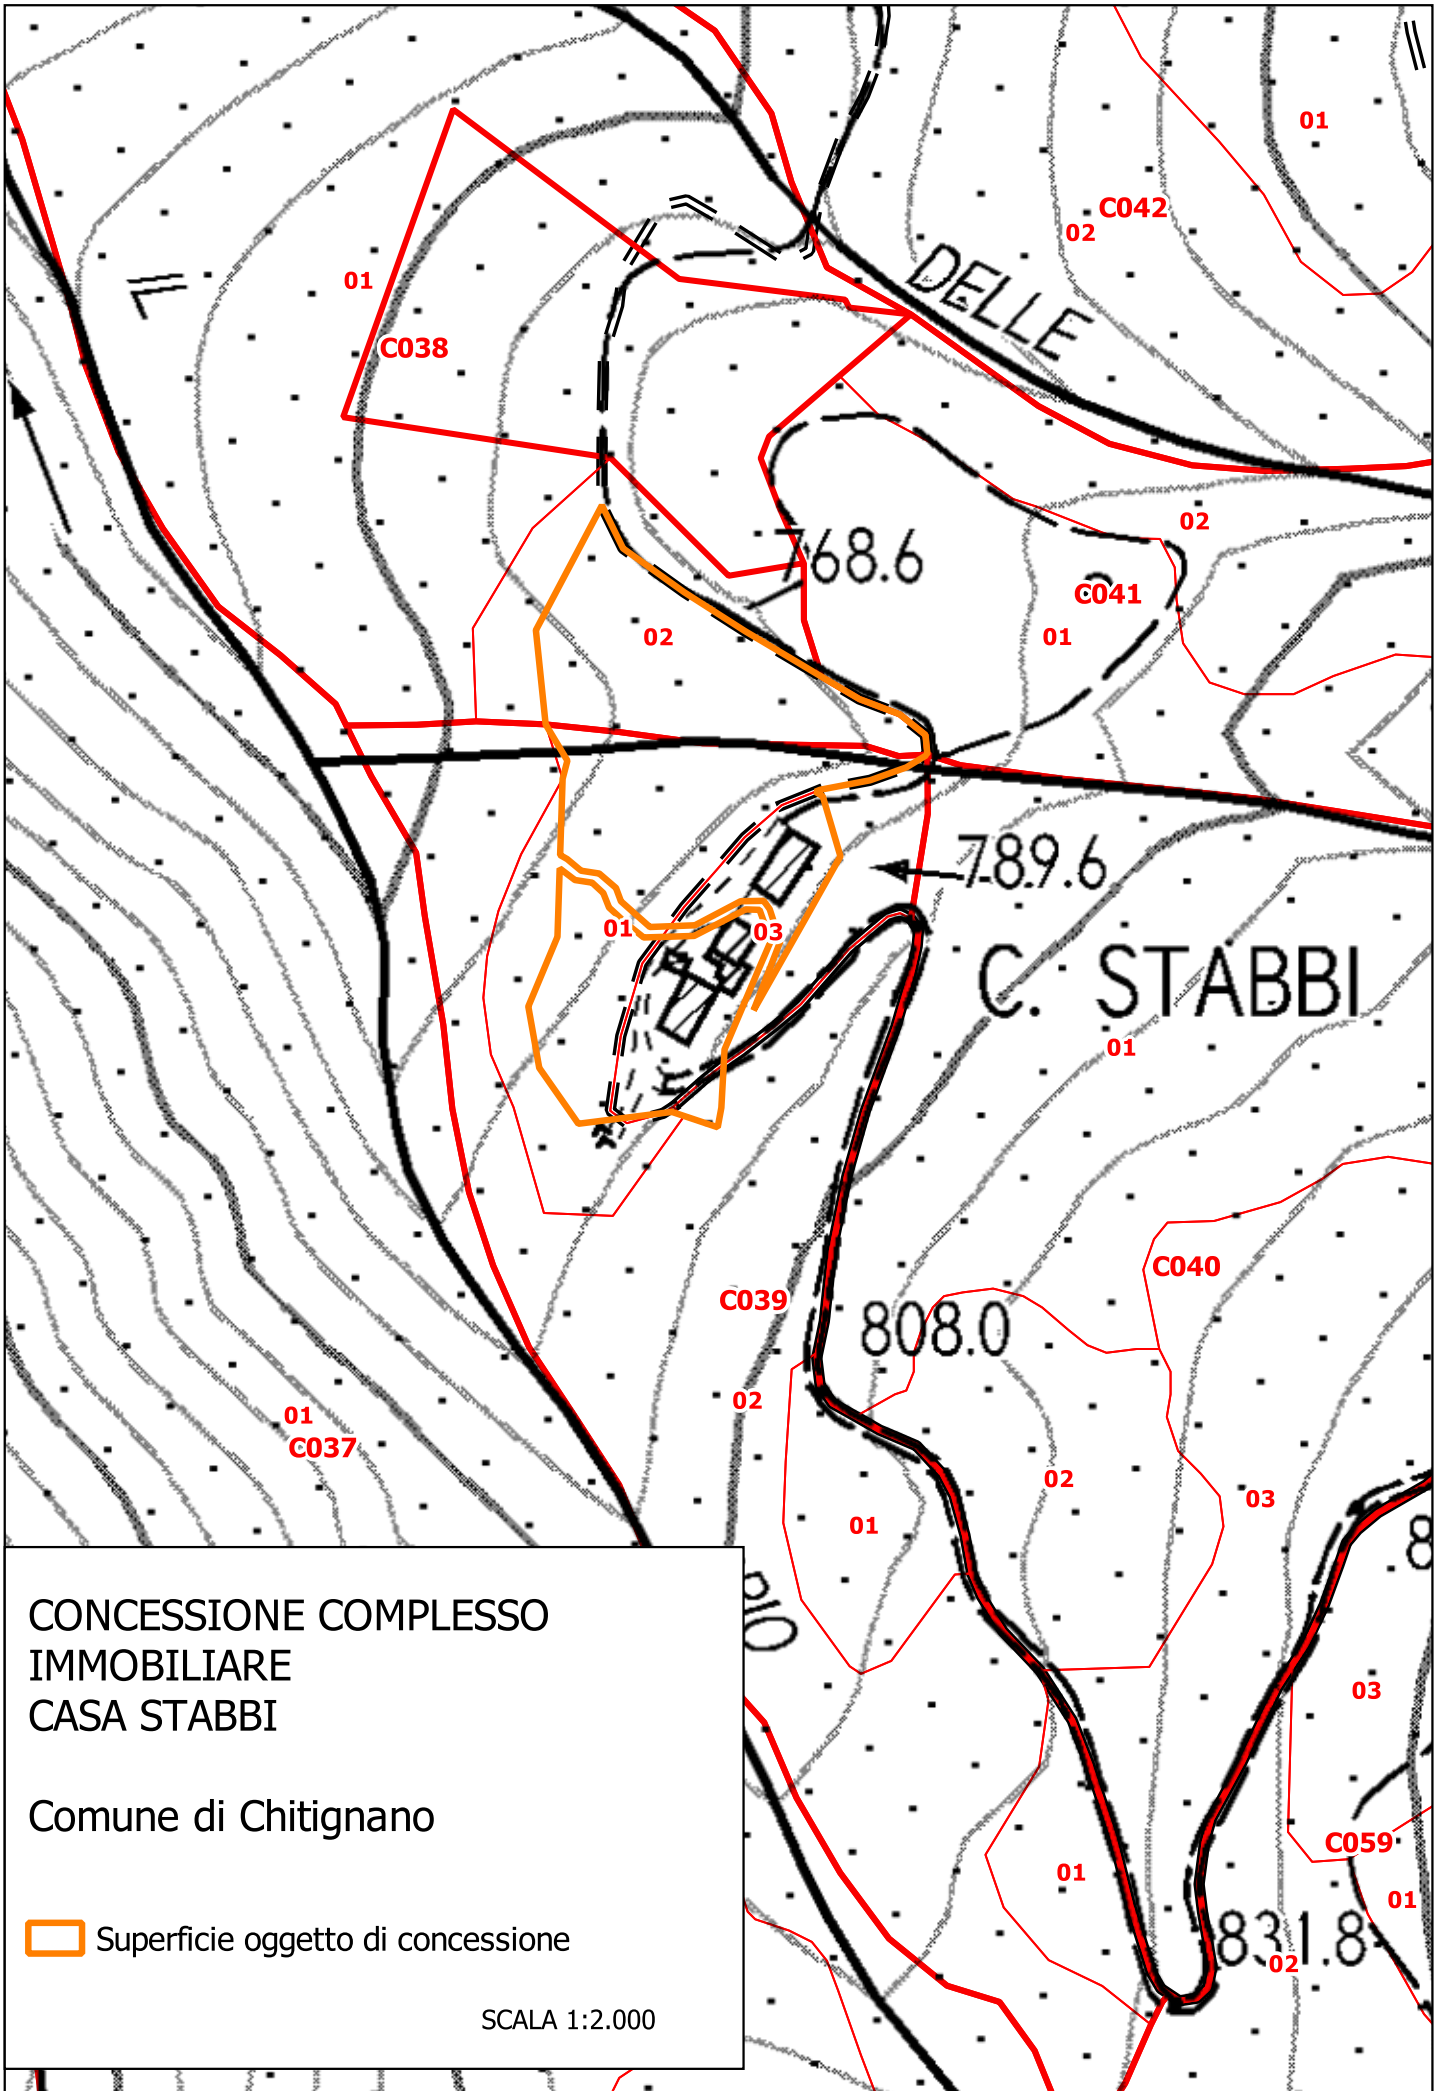 01
C042
02
DELLE
01
C038
02
768.6
C041
01
02
789.6
01
03
C. STABBI
01
C040
C039
808.0
02
01
C037
02
03
01
8
03
C059
01
01
831.8
02
CONCESSIONE COMPLESSO
IMMOBILIARE
CASA STABBI
Comune di Chitignano
Superficie oggetto di concessione
SCALA 1:2.000